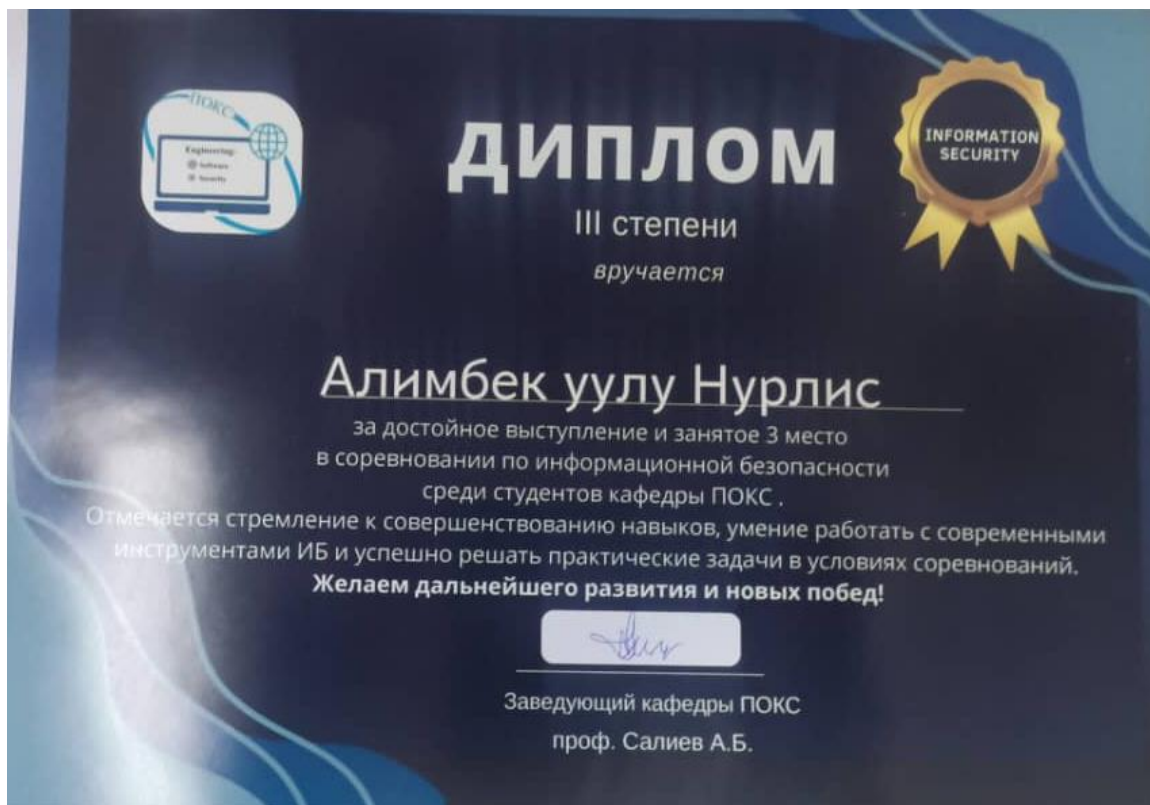 ПОКС
Engineering:
Software
Security
ДИПЛОМ
INFORMATION
SECURITY
III степени
вручается
Алимбек уулу Нурлис
за достойное выступление и занятое 3 место
в соревновании по информационной безопасности
среди студентов кафедры ПОКС .
Отмечается стремление к совершенствованию навыков, умение работать с современными
инструментами ИБ и успешно решать практические задачи в условиях соревнований.
Желаем дальнейшего развития и новых побед!
Заведующий кафедры ПОКС
проф. Салиев А.Б.